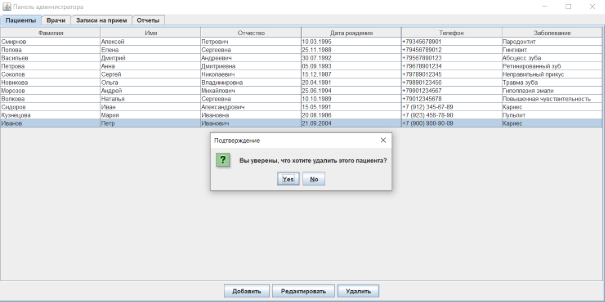 Панель администратора
Пациенты Врачи Записи на прием Отчеты
Фамилия Имя Отчество Дата рождения Телефон Заболевание
Смирнов Алексей Петрович 10.03.1995 +79345678901 Пародонтит
Попова Елена Сергеевна 25.11.1988 +79456789012 Гингивит
Васильев Дмитрий Андреевич 30.07.1992 +79567890123 Абсцесс зуба
Петрова Анна Дмитриевна 05.09.1993 +79678901234 Ретинированный зуб
Соколов Сергей Николаевич 15.12.1987 +79789012345 Неправильный прикус
Новикова Ольга Владимировна 20.04.1991 +79890123456 Травма зуба
Морозов Андрей Михайлович 25.06.1994 +79901234567 Гипоплазия эмали
Волкова Наталья Сергеевна 10.10.1989 +79012345678 Повышенная чувствительность
Сидоров Иван Александрович 15.05.1991 +7 (912) 345-67-89 Кариес
Кузнецова Мария Ивановна 20.08.1986 +7 (923) 456-78-90 Пульпит
Иванов Петр Иванович 21.09.2004 +7 (900) 800-90-09 Кариес
Подтверждение
Вы уверены, что хотите удалить этого пациента?
Yes No
Добавить Редактировать Удалить